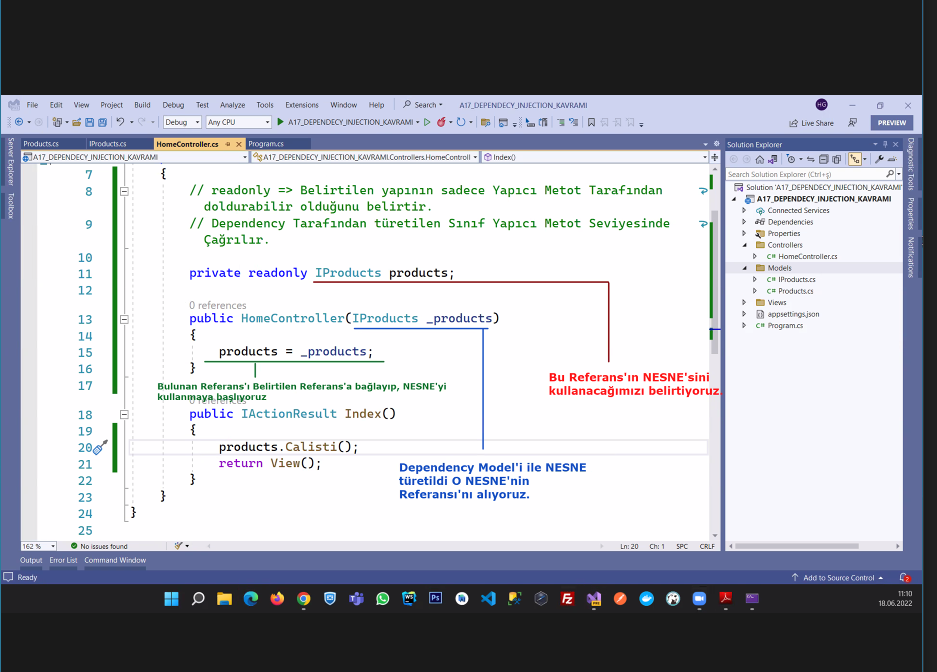 File Edit View Project Build Debug Test Analyze Tools Extensions Window Help Search A17_DEPENDECY_INJECTION_KAVRAMI HG
Debug Any CPU A17_DEPENDECY_INJECTION_KAVRAMI Live Share PREVIEW
Server Explorer
Toolbox
Products.cs IProducts.cs HomeController.cs Program.cs
A17_DEPENDECY_INJECTION_KAVRAMI A17_DEPENDECY_INJECTION_KAVRAMI.Controllers.HomeControl Index()
7 {
8 // readonly => Belirtilen yapının sadece Yapıcı Metot Tarafından
doldurabilir olduğunu belirtir.
9 // Dependency Tarafından türetilen Sınıf Yapıcı Metot Seviyesinde
Çağrılır.
10
11 private readonly IProducts products;
12
0 references
13 public HomeController(IProducts _products)
14 {
15 products = _products;
16 }
17
Bulunan Referans'ı Belirtilen Referans'a bağlayıp, NESNE'yi
kullanmaya başlıyoruz
0 references
Bu Referans'ın NESNE'sini
kullanacağımızı belirtiyoruz.
18 public IActionResult Index()
19 {
20 products.Calisti();
21 return View();
22 }
23 }
24 }
25
Dependency Model'i ile NESNE
türetildi O NESNE'nin
Referansı'nı alıyoruz.
Solution Explorer
Search Solution Explorer (Ctrl+ş)
Solution 'A17_DEPENDECY_INJECTION_KAVRAMI'
A17_DEPENDECY_INJECTION_KAVRAMI
Connected Services
Dependencies
Properties
Controllers
C# HomeController.cs
Models
C# IProducts.cs
C# Products.cs
Views
appsettings.json
C# Program.cs
Diagnostic Tools
Properties
Notifications
162 % No issues found Ln: 20 Ch: 1 SPC CRLF
Output Error List Command Window
Ready Add to Source Control 2
11:10
18.06.2022